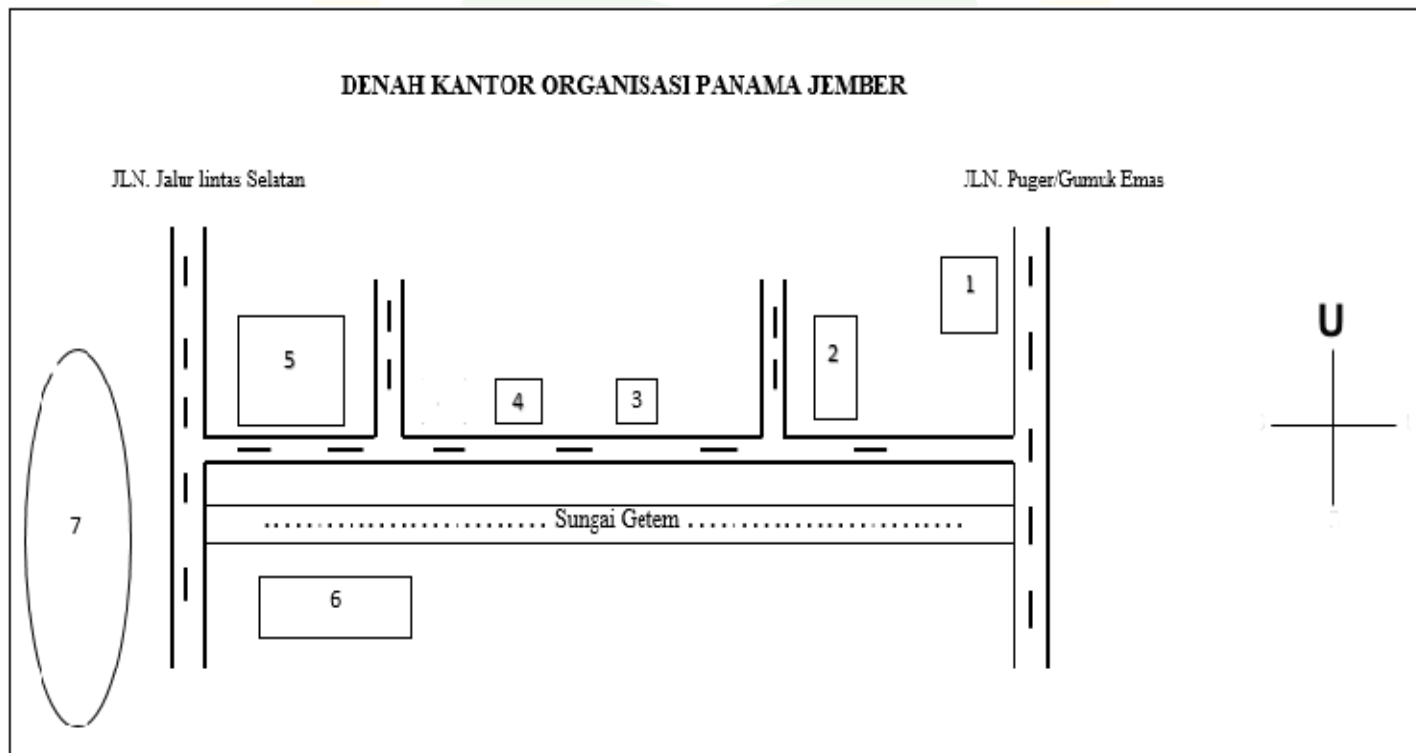 DENAH KANTOR ORGANISASI PANAMA JEMBER
JLN. Jalur lintas Selatan
JLN. Puger/Gumuk Emas
1
U
2
5
4
3
7
Sungai Getem
6